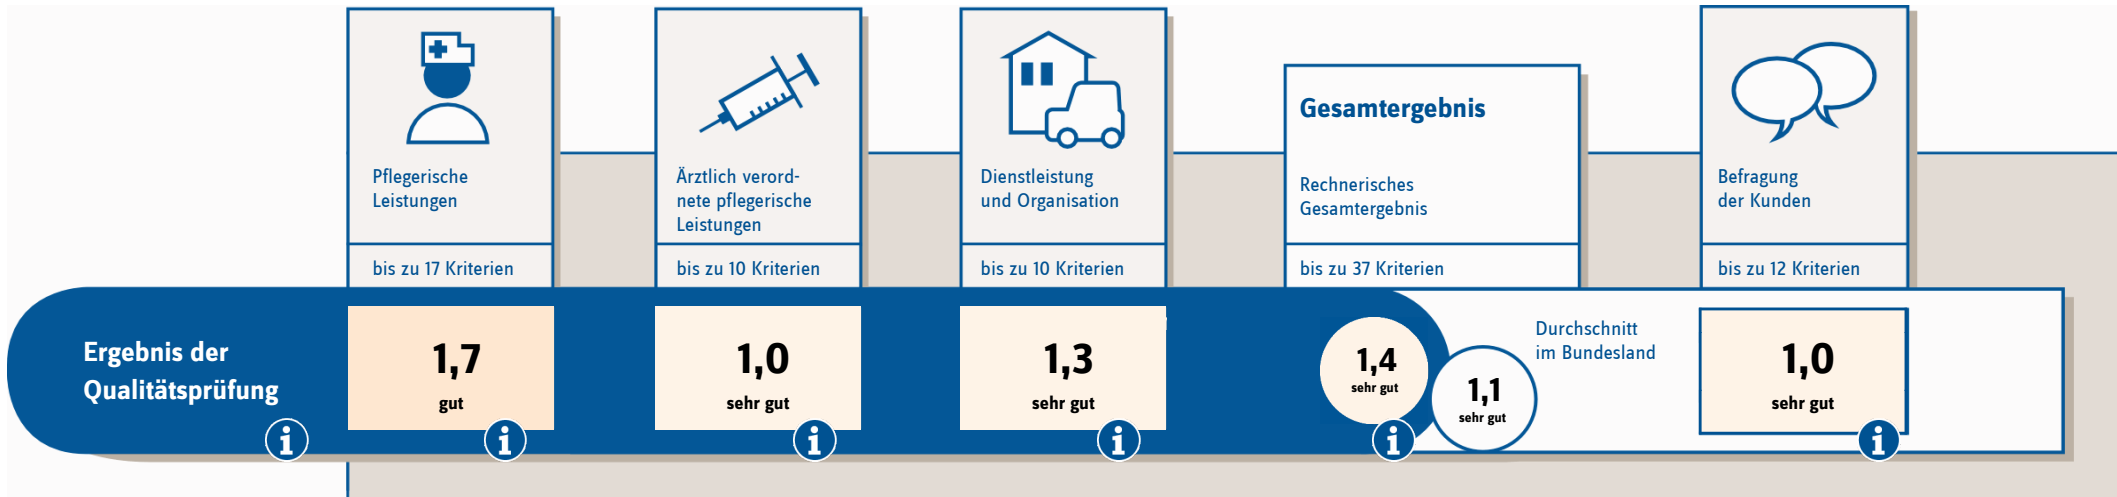 Pflegerische
Leistungen
bis zu 17 Kriterien
Ärztlich verord-
nete pflegerische
Leistungen
bis zu 10 Kriterien
Dienstleistung
und Organisation
bis zu 10 Kriterien
Gesamtergebnis
Rechnerisches
Gesamtergebnis
bis zu 37 Kriterien
Befragung
der Kunden
bis zu 12 Kriterien
Ergebnis der
Qualitätsprüfung
i
1,7
gut
i
1,0
sehr gut
i
1,3
sehr gut
i
1,4
sehr gut
i
1,1
sehr gut
Durchschnitt
im Bundesland
1,0
sehr gut
i